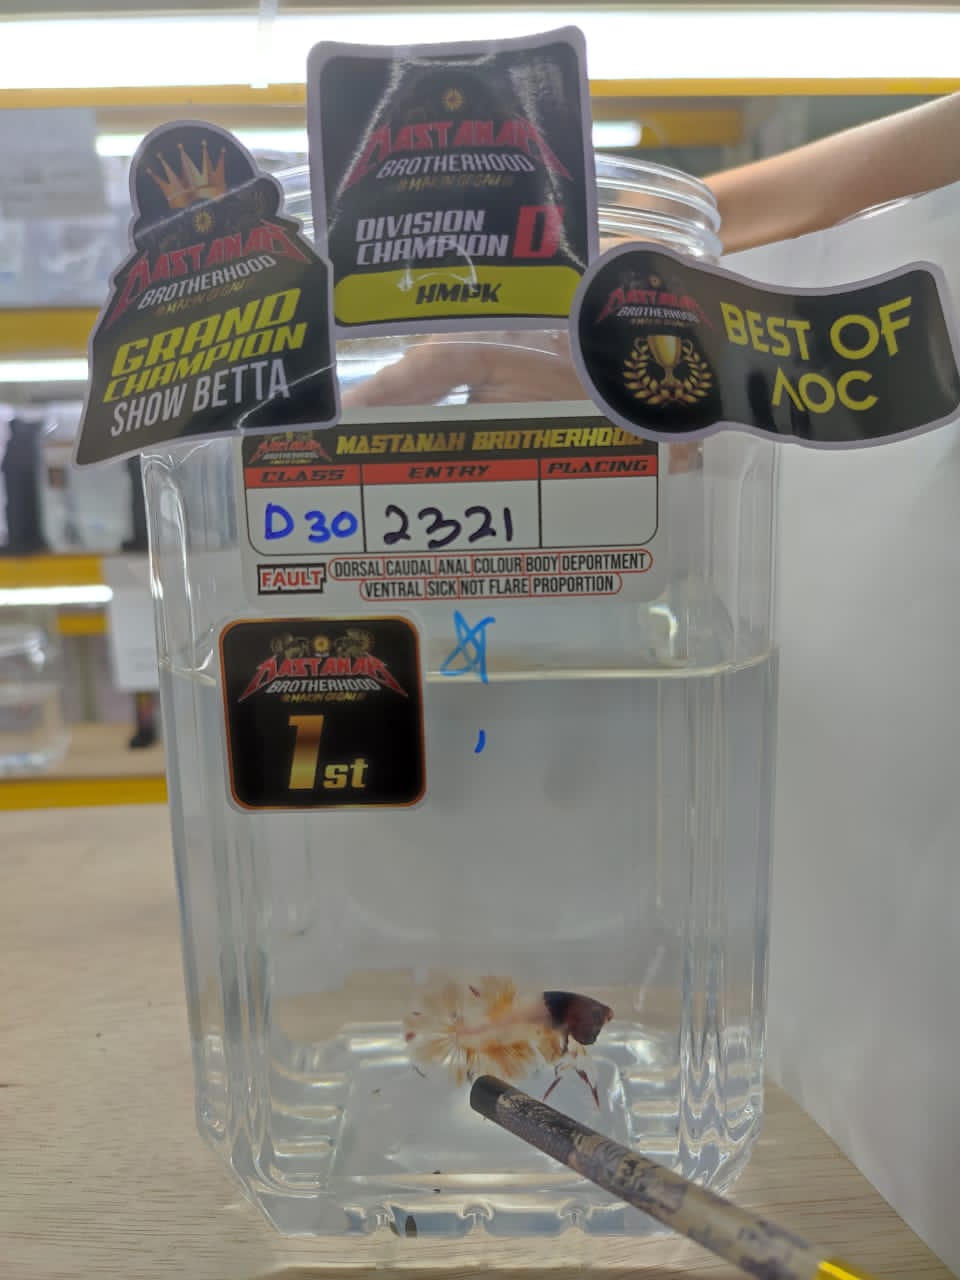 MASTANAH
BROTHERHOOD
DIVISION
CHAMPION D
HMPK
MASTANAH
BROTHERHOOD
GRAND
CHAMPION
SHOW BETTA
MASTANAH
BROTHERHOOD
BEST OF
AOC
MASTANAH BROTHERHOOD
CLASS ENTRY PLACING
D30 2321
FAULT DORSAL CAUDAL ANAL COLOUR BODY DEPORTMENT
VENTRAL SICK NOT FLARE PROPORTION
MASTANAH
BROTHERHOOD
1st